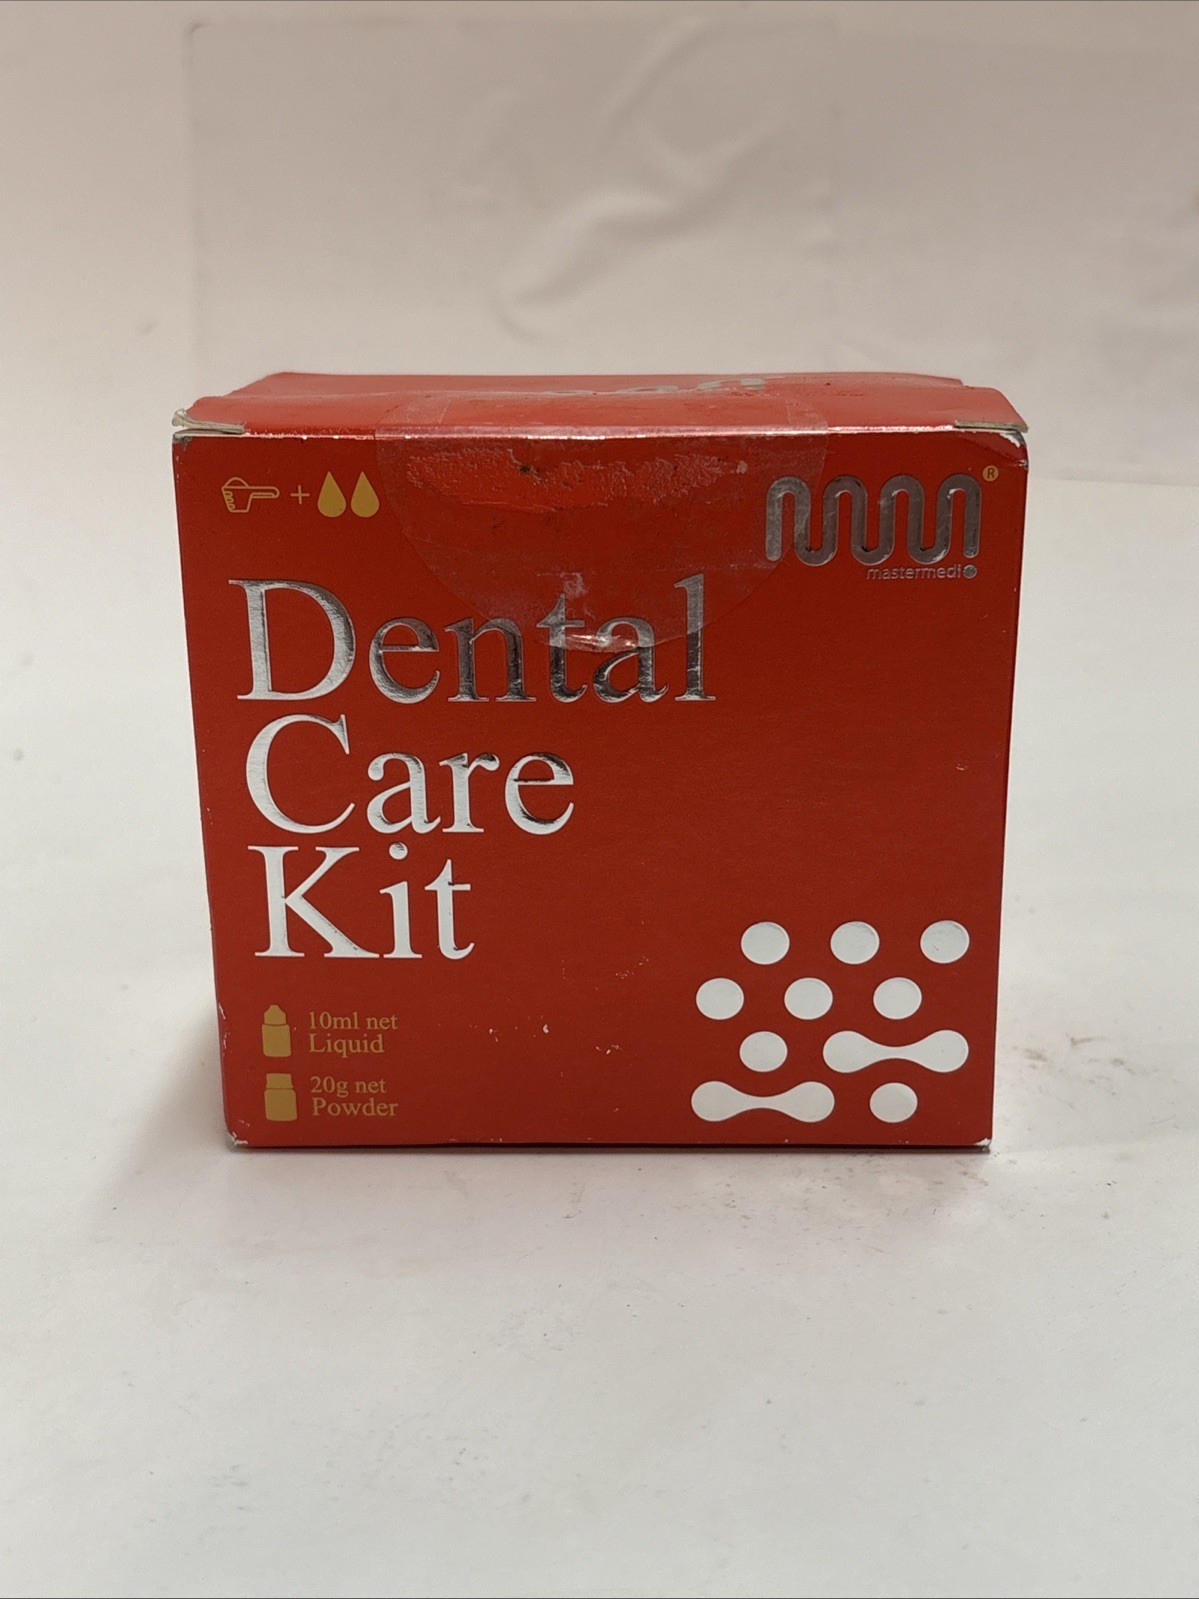 +
®
mastermedi
Dental
Care
Kit
10ml net
Liquid
20g net
Powder